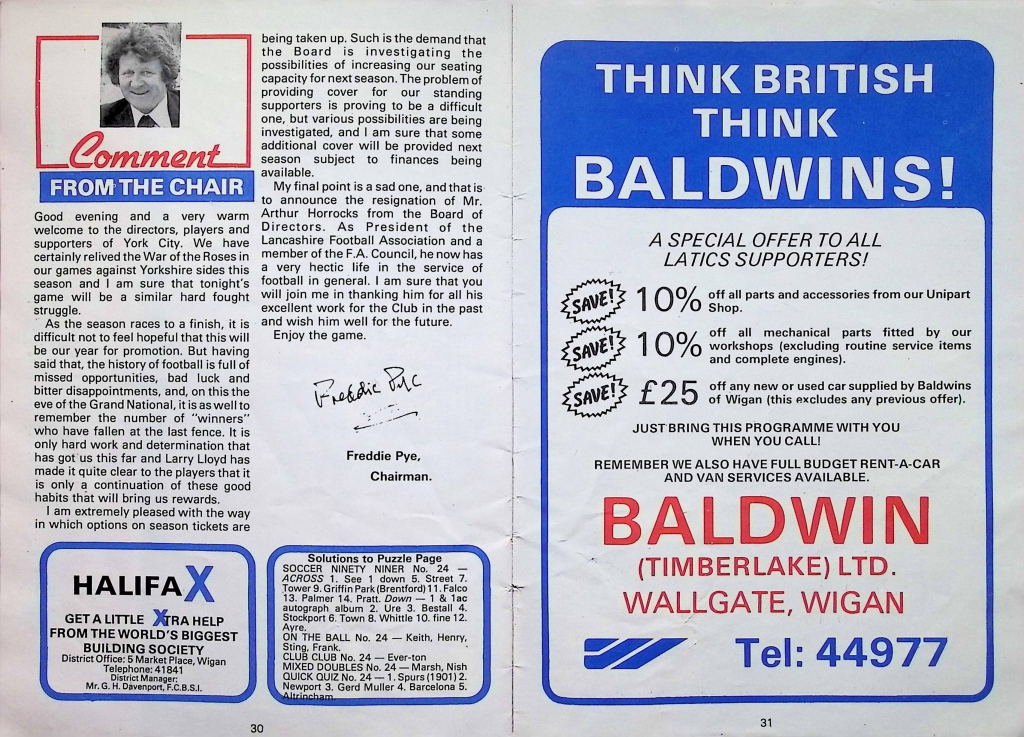 Comment
FROM THE CHAIR
Good evening and a very warm
welcome to the directors, players and
supporters of York City. We have
certainly relived the War of the Roses in
our games against Yorkshire sides this
season and I am sure that tonight's
game will be a similar hard fought
struggle.
As the season races to a finish, it is
difficult not to feel hopeful that this will
be our year for promotion. But having
said that, the history of football is full of
missed opportunities, bad luck and
bitter disappointments, and, on this the
eve of the Grand National, it is as well to
remember the number of "winners"
who have fallen at the last fence. It is
only hard work and determination that
has got us this far and Larry Lloyd has
made it quite clear to the players that it
is only a continuation of these good
habits that will bring us rewards.
I am extremely pleased with the way
in which options on season tickets are
being taken up. Such is the demand that
the Board is investigating the
possibilities of increasing our seating
capacity for next season. The problem of
providing cover for our standing
supporters is proving to be a difficult
one, but various possibilities are being
investigated, and I am sure that some
additional cover will be provided next
season subject to finances being
available.
My final point is a sad one, and that is
to announce the resignation of Mr.
Arthur Horrocks from the Board of
Directors. As President of the
Lancashire Football Association and a
member of the F.A. Council, he now has
a very hectic life in the service of
football in general. I am sure that you
will join me in thanking him for all his
excellent work for the Club in the past
and wish him well for the future.
Enjoy the game.
Freddie Pye
Freddie Pye,
Chairman.
HALIFAX
GET A LITTLE XTRA HELP
FROM THE WORLD'S BIGGEST
BUILDING SOCIETY
District Office: 5 Market Place, Wigan
Telephone: 41841
District Manager:
Mr. G. H. Davenport, F.C.B.S.I.
Solutions to Puzzle Page
SOCCER NINETY NINER No. 24 —
ACROSS 1. See 1 down 5. Street 7.
Tower 9. Griffin Park (Brentford) 11. Falco
13. Palmer 14. Pratt. Down — 1 & 1ac
autograph album 2. Ure 3. Bestall 4.
Stockport 6. Town 8. Whittle 10. fine 12.
Ayre.
ON THE BALL No. 24 — Keith, Henry,
Sting, Frank.
CLUB CLUB No. 24 — Ever-ton
MIXED DOUBLES No. 24 — Marsh, Nish
QUICK QUIZ No. 24 — 1. Spurs (1901) 2.
Newport 3. Gerd Muller 4. Barcelona 5.
Altrincham.
30
THINK BRITISH
THINK
BALDWINS!
A SPECIAL OFFER TO ALL
LATICS SUPPORTERS!
SAVE! 10% off all parts and accessories from our Unipart
Shop.
SAVE! 10% off all mechanical parts fitted by our
workshops (excluding routine service items
and complete engines).
SAVE! £25 off any new or used car supplied by Baldwins
of Wigan (this excludes any previous offer).
JUST BRING THIS PROGRAMME WITH YOU
WHEN YOU CALL!
REMEMBER WE ALSO HAVE FULL BUDGET RENT-A-CAR
AND VAN SERVICES AVAILABLE.
BALDWIN
(TIMBERLAKE) LTD.
WALLGATE, WIGAN
Tel: 44977
31